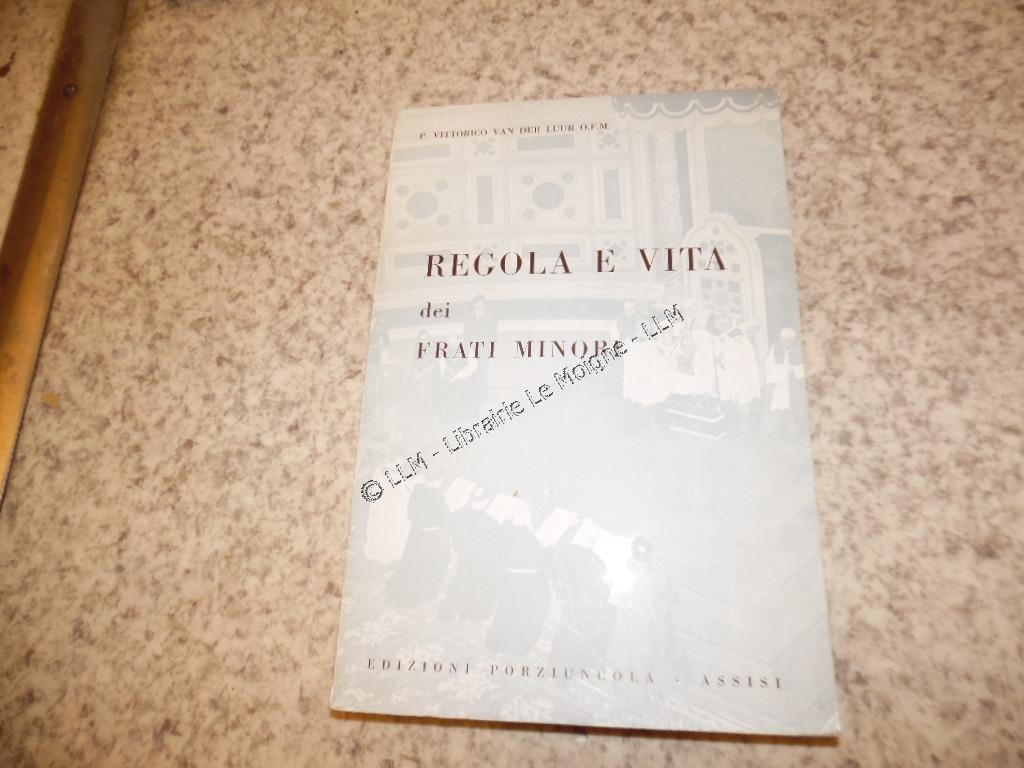 P. VITTORICO VAN DER LUUR O.F.M.
REGOLA E VITA
dei
FRATI MINORI
© LLM - Librairie Le Moigne - LLM
EDIZIONI PORZIUNCOLA - ASSISI